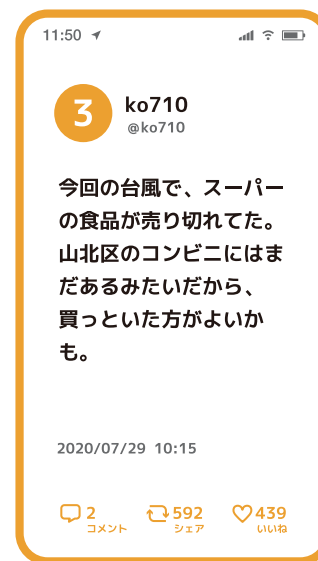 11:50
3
ko710
@ko710
今回の台風で、スーパー
の食品が売り切れてた。
山北区のコンビニにはま
だあるみたいだから、
買っといた方がよいか
も。
2020/07/29 10:15
2
コメント
592
シェア
439
いいね